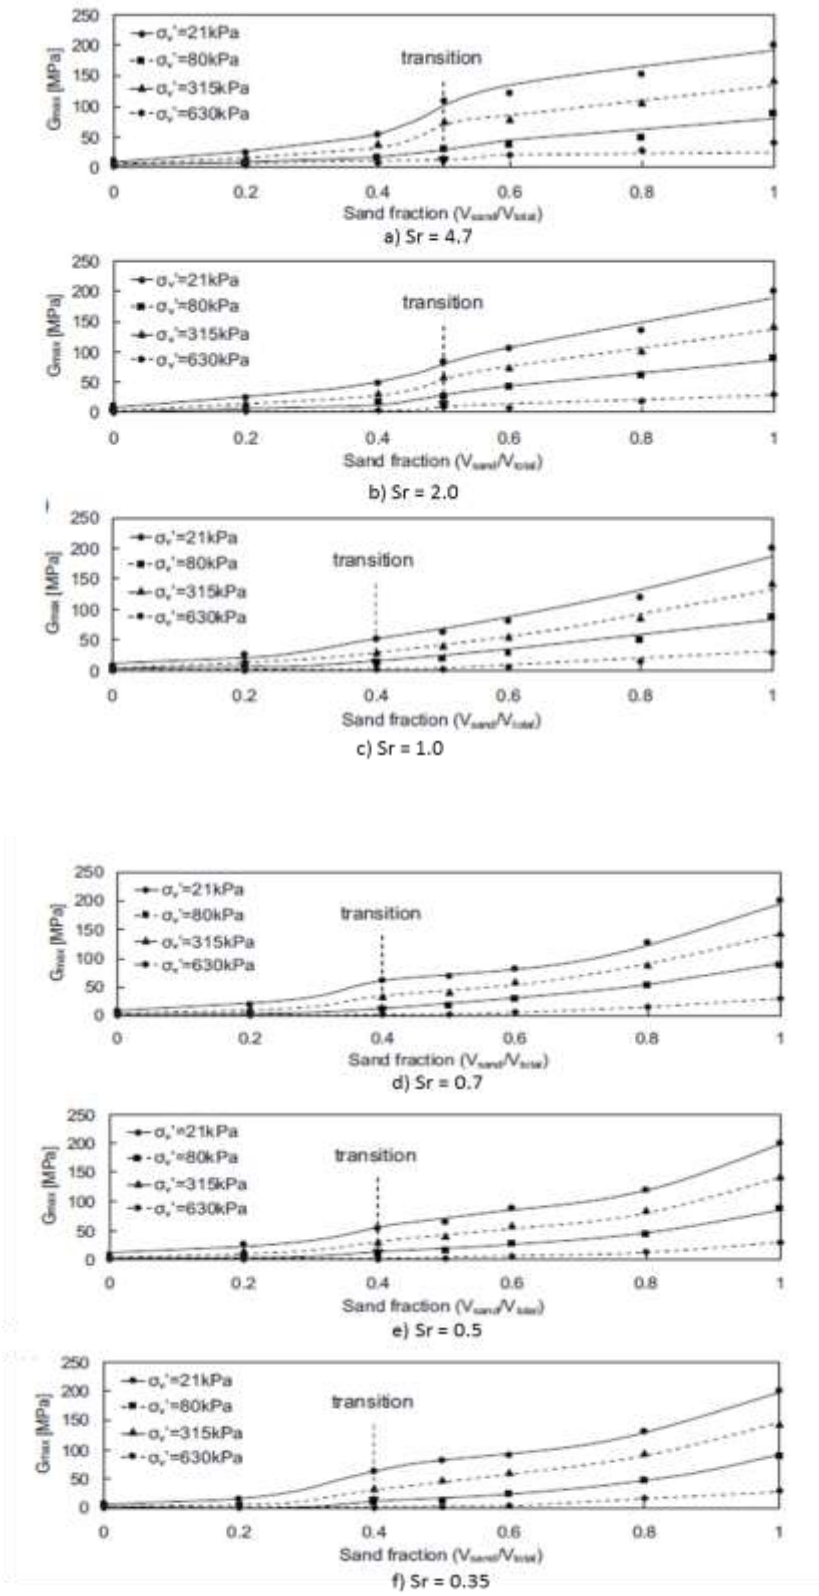 250
200
150
100
50
0
Gmax [MPa]
σv'=21kPa
σv'=80kPa
σv'=315kPa
σv'=630kPa
transition
0 0.2 0.4 0.6 0.8 1
Sand fraction (Vsand/Vtotal)
a) Sr = 4.7
250
200
150
100
50
0
Gmax [MPa]
σv'=21kPa
σv'=80kPa
σv'=315kPa
σv'=630kPa
transition
0 0.2 0.4 0.6 0.8 1
Sand fraction (Vsand/Vtotal)
b) Sr = 2.0
250
200
150
100
50
0
Gmax [MPa]
σv'=21kPa
σv'=80kPa
σv'=315kPa
σv'=630kPa
transition
0 0.2 0.4 0.6 0.8 1
Sand fraction (Vsand/Vtotal)
c) Sr = 1.0
250
200
150
100
50
0
Gmax [MPa]
σv'=21kPa
σv'=80kPa
σv'=315kPa
σv'=630kPa
transition
0 0.2 0.4 0.6 0.8 1
Sand fraction (Vsand/Vtotal)
d) Sr = 0.7
250
200
150
100
50
0
Gmax [MPa]
σv'=21kPa
σv'=80kPa
σv'=315kPa
σv'=630kPa
transition
0 0.2 0.4 0.6 0.8 1
Sand fraction (Vsand/Vtotal)
e) Sr = 0.5
250
200
150
100
50
0
Gmax [MPa]
σv'=21kPa
σv'=80kPa
σv'=315kPa
σv'=630kPa
transition
0 0.2 0.4 0.6 0.8 1
Sand fraction (Vsand/Vtotal)
f) Sr = 0.35